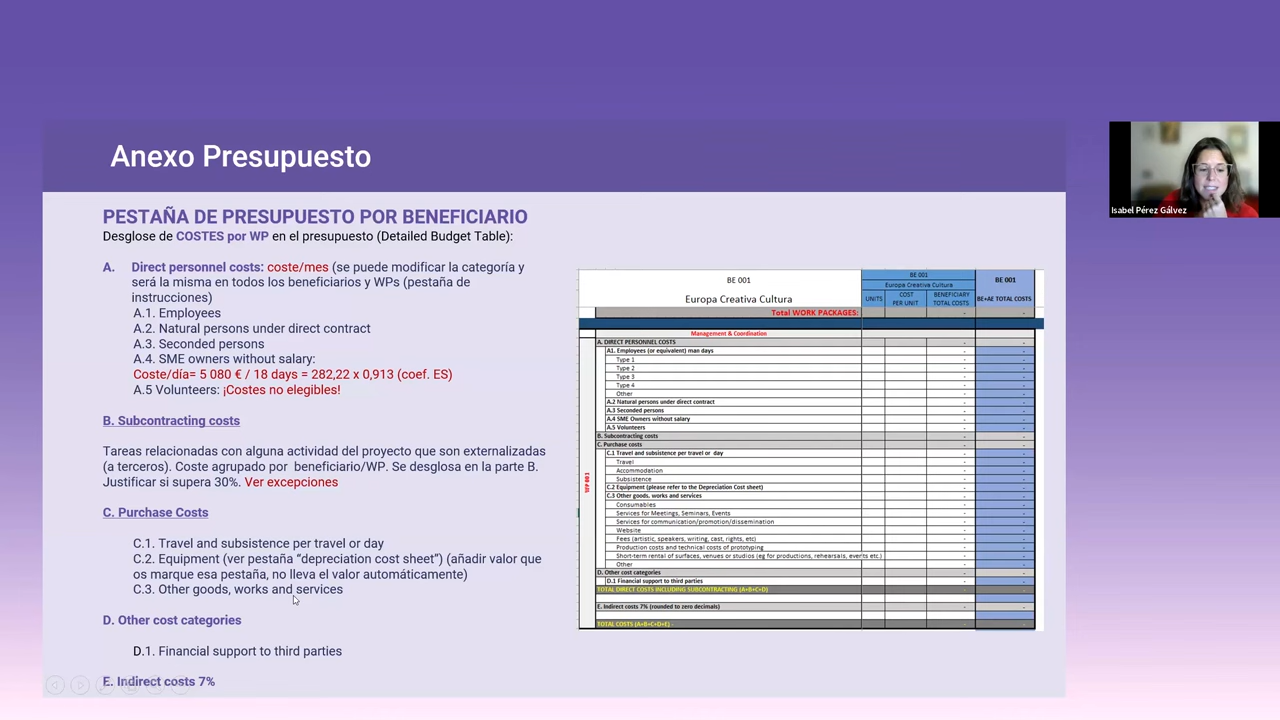 Anexo Presupuesto
PESTAÑA DE PRESUPUESTO POR BENEFICIARIO
Desglose de COSTES por WP en el presupuesto (Detailed Budget Table):
A. Direct personnel costs: coste/mes (se puede modificar la categoría y
será la misma en todos los beneficiarios y WPs (pestaña de
instrucciones)
A.1. Employees
A.2. Natural persons under direct contract
A.3. Seconded persons
A.4. SME owners without salary:
Coste/día= 5 080 € / 18 days = 282,22 x 0,913 (coef. ES)
A.5 Volunteers: ¡Costes no elegibles!
B. Subcontracting costs
Tareas relacionadas con alguna actividad del proyecto que son externalizadas
(a terceros). Coste agrupado por beneficiario/WP. Se desglosa en la parte B.
Justificar si supera 30%. Ver excepciones
C. Purchase Costs
C.1. Travel and subsistence per travel or day
C.2. Equipment (ver pestaña “depreciation cost sheet”) (añadir valor que
os marque esa pestaña, no lleva el valor automáticamente)
C.3. Other goods, works and services
D. Other cost categories
D.1. Financial support to third parties
E. Indirect costs 7%
BE 001
Europa Creativa Cultura
BE 001
Europa Creativa Cultura
UNITS
COST PER UNIT
BENEFICIARY TOTAL COSTS
BE 001
BE+AE TOTAL COSTS
Total WORK PACKAGES:
Management & Coordination
A. DIRECT PERSONNEL COSTS
A1. Employees (or equivalent) man days
Type 1
Type 2
Type 3
Type 4
Other
A.2 Natural persons under direct contract
A.3 Seconded persons
A.4 SME Owners without salary
A.5 Volunteers
B. Subcontracting costs
C. Purchase costs
C.1 Travel and subsistence per travel or day
Travel
Accommodation
Subsistence
C.2 Equipment (please refer to the Depreciation Cost sheet)
C.3 Other goods, works and services
Consumables
Services for Meetings, Seminars, Events
Services for communication/promotion/dissemination
Website
Fees (artistic, speakers, writing, cast, rights, etc)
Production costs and technical costs of prototyping
Short-term rental of surfaces, venues or studios (eg for productions, rehearsals, events etc.)
Other
D. Other cost categories
D.1 Financial support to third parties
TOTAL DIRECT COSTS INCLUDING SUBCONTRACTING (A+B+C+D)
E. Indirect costs 7% (rounded to zero decimals)
TOTAL COSTS (A+B+C+D+E) -
Isabel Pérez Gálvez